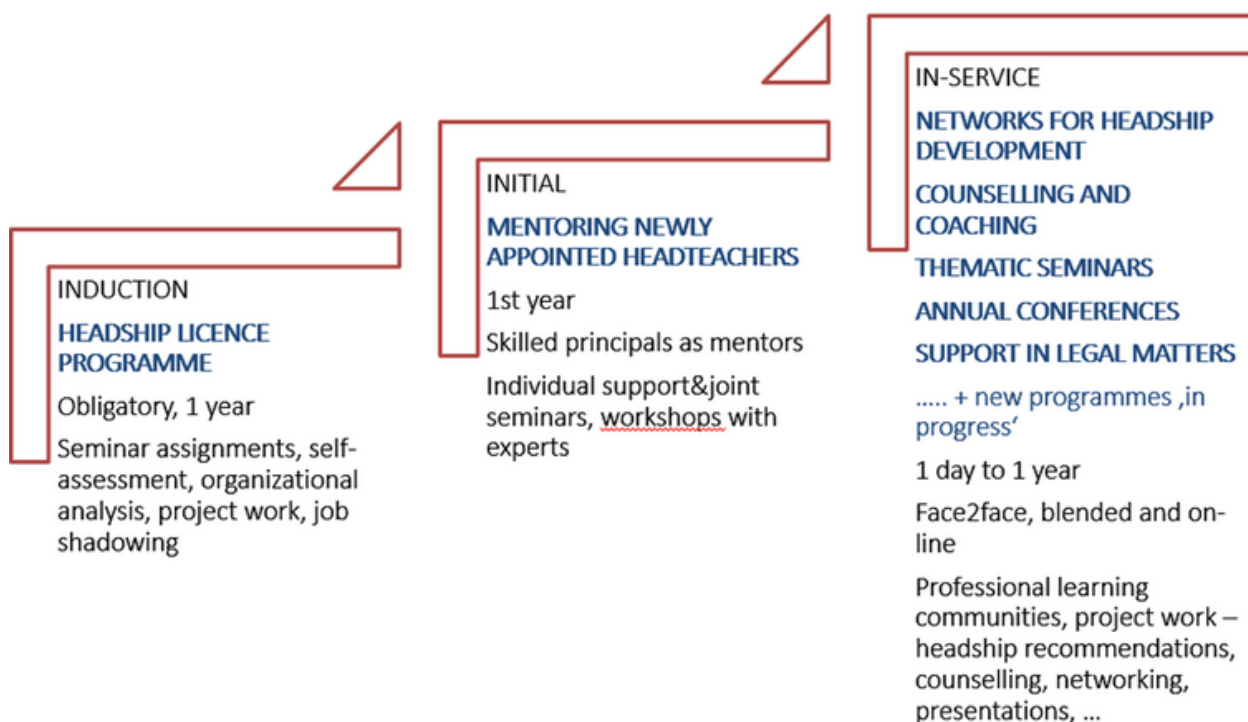 INDUCTION
HEADSHIP LICENCE
PROGRAMME
Obligatory, 1 year
Seminar assignments, self-
assessment, organizational
analysis, project work, job
shadowing
INITIAL
MENTORING NEWLY
APPOINTED HEADTEACHERS
1st year
Skilled principals as mentors
Individual support&joint
seminars, workshops with
experts
IN-SERVICE
NETWORKS FOR HEADSHIP
DEVELOPMENT
COUNSELLING AND
COACHING
THEMATIC SEMINARS
ANNUAL CONFERENCES
SUPPORT IN LEGAL MATTERS
..... + new programmes ‚in
progress‘
1 day to 1 year
Face2face, blended and on-
line
Professional learning
communities, project work –
headship recommendations,
counselling, networking,
presentations, ...